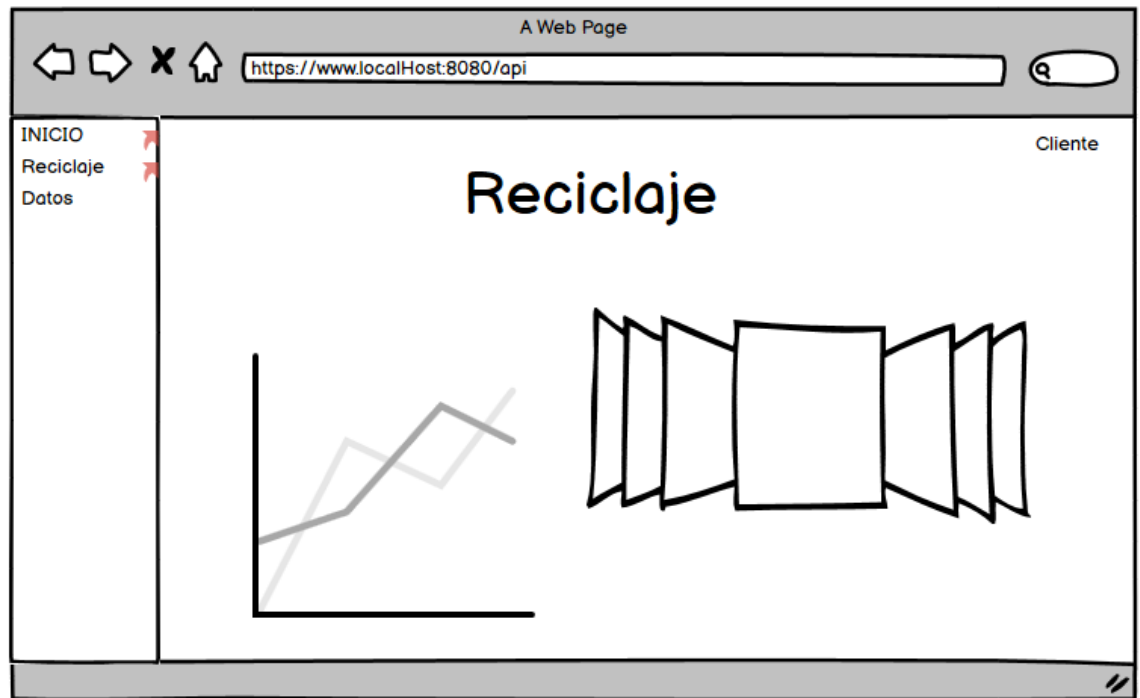 A Web Page
https://www.localHost:8080/api
INICIO
Reciclaje
Datos
Cliente
Reciclaje